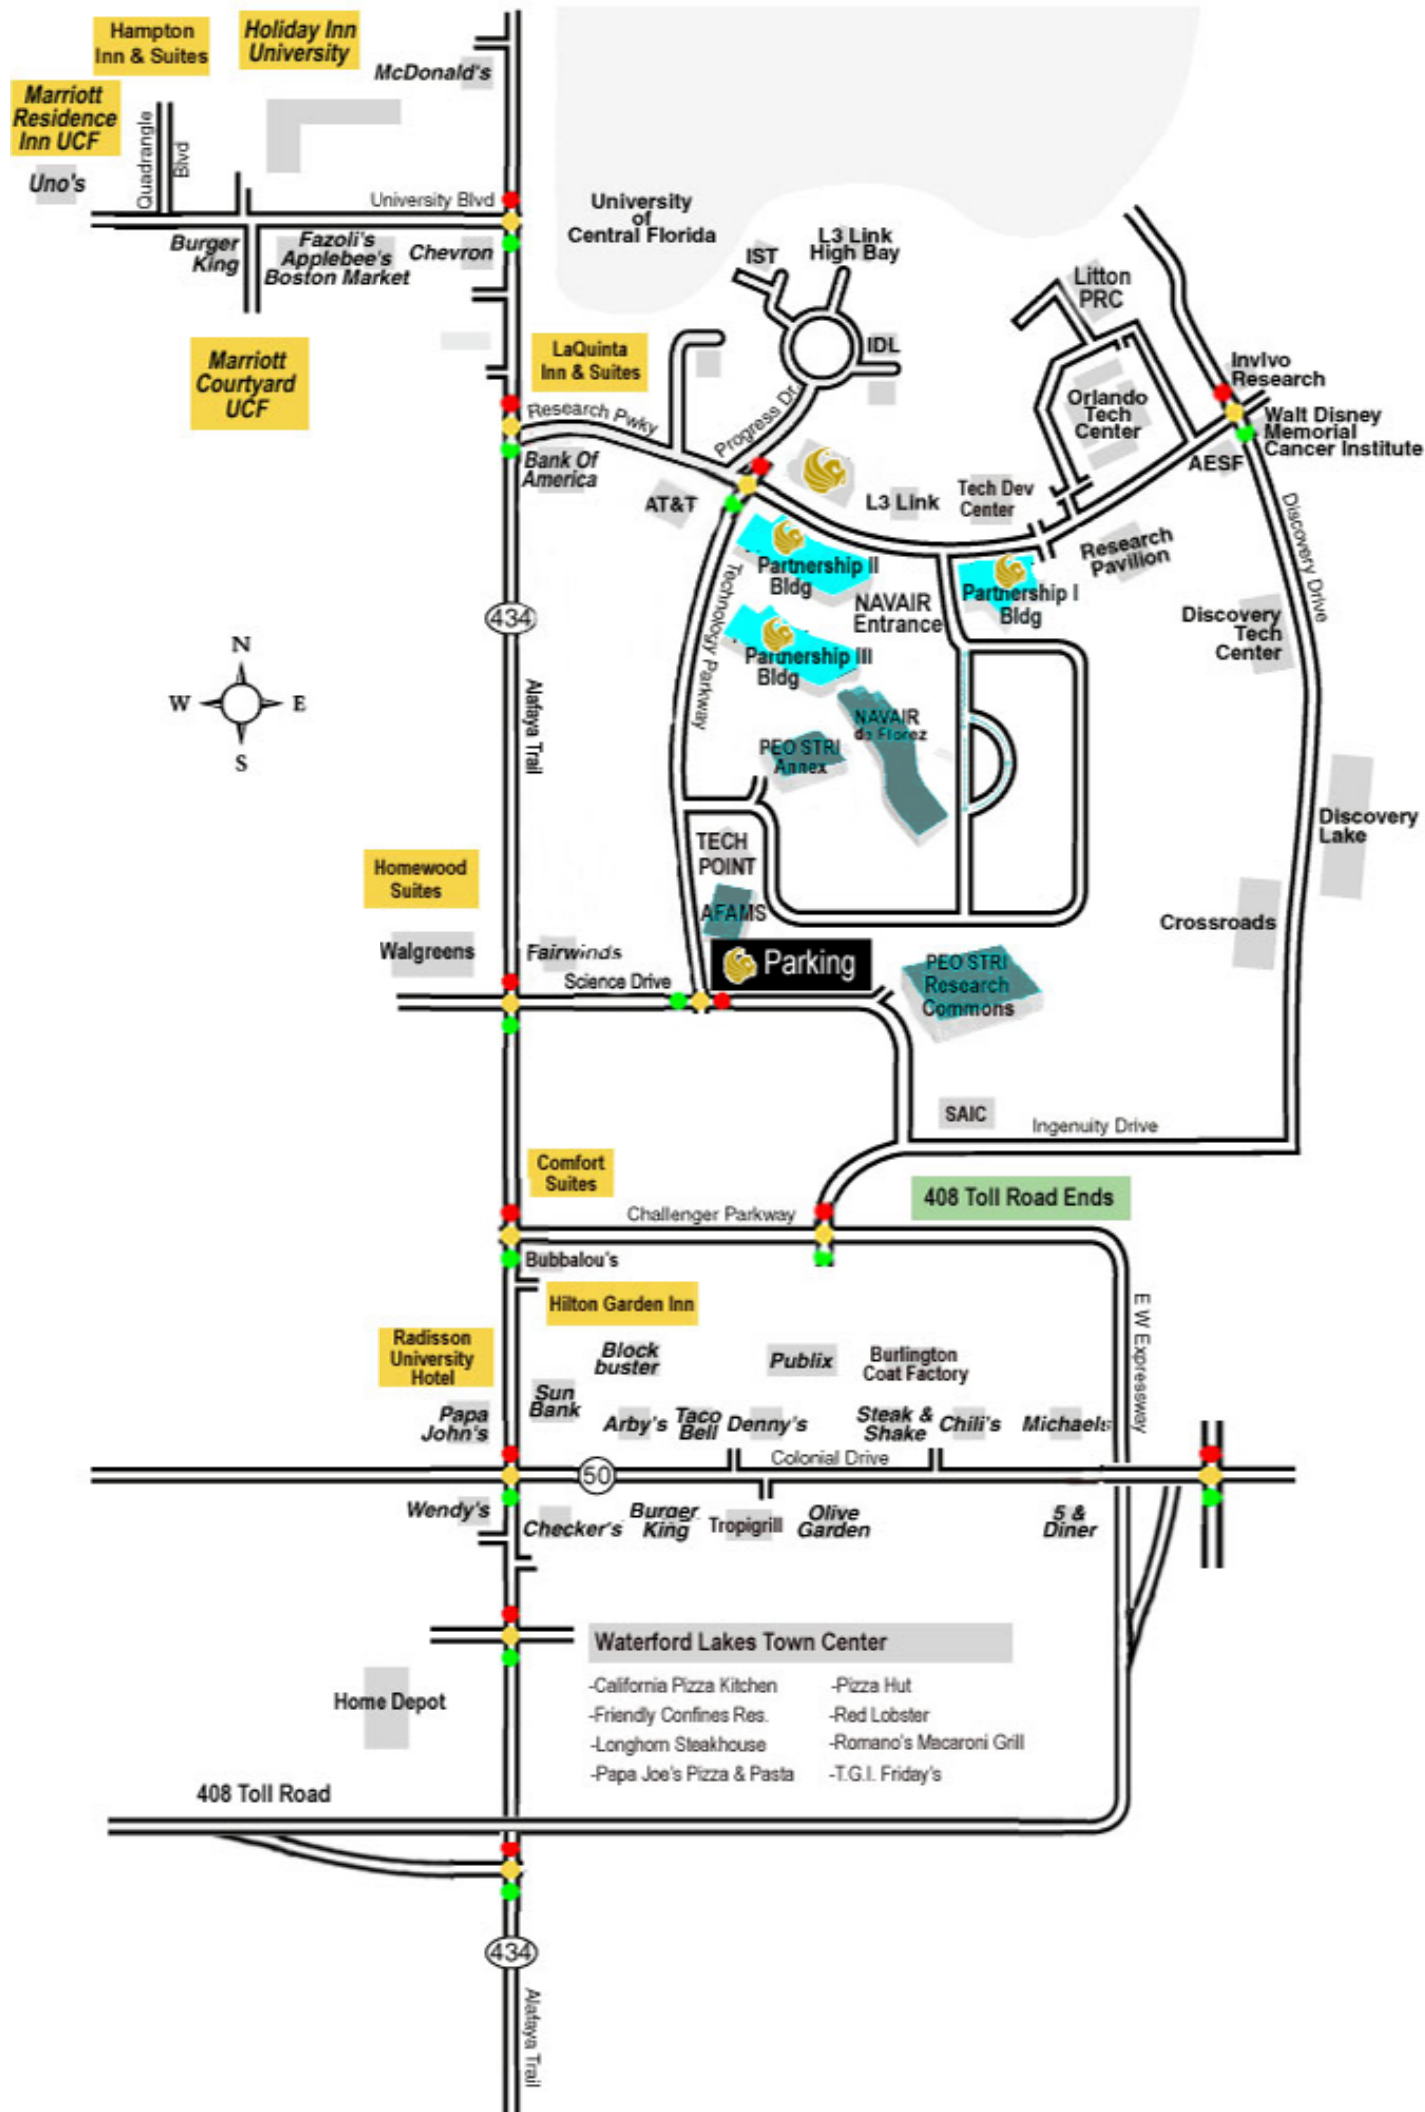 Hampton
Inn & Suites
Holiday Inn
University
McDonald's
Marriott
Residence
Inn UCF
Quadrangle
Blvd
Uno's
University Blvd
University
of
Central Florida
Burger
King
Fazoli's
Applebee's
Boston Market
Chevron
IST
L3 Link
High Bay
Litton
PRC
Marriott
Courtyard
UCF
LaQuinta
Inn & Suites
IDL
InvIvo
Research
Research Pwky
Progress Dr.
Orlando
Tech
Center
Walt Disney
Memorial
Cancer Institute
Bank Of
America
AESF
AT&T
L3 Link
Tech Dev
Center
Research
Pavilion
Discovery Drive
Partnership II
Bldg
Technology Parkway
NAVAIR
Entrance
Partnership I
Bldg
434
Discovery
Tech
Center
Partnership III
Bldg
N
W
E
S
Alafaya Trail
NAVAIR
de Florez
PEO STRI
Annex
Discovery
Lake
TECH
POINT
Homewood
Suites
AFAMS
Crossroads
Walgreens
Fairwinds
Parking
Science Drive
PEO STRI
Research
Commons
SAIC
Ingenuity Drive
Comfort
Suites
408 Toll Road Ends
Challenger Parkway
Bubbalou's
Hilton Garden Inn
E W Expressway
Radisson
University
Hotel
Block
buster
Publix
Burlington
Coat Factory
Sun
Bank
Papa
John's
Arby's
Taco
Bell
Denny's
Steak &
Shake
Chili's
Michaels
Colonial Drive
50
Wendy's
Checker's
Burger
King
Tropigrill
Olive
Garden
5 &
Diner
Waterford Lakes Town Center
-California Pizza Kitchen
-Friendly Confines Res.
-Longhorn Steakhouse
-Papa Joe's Pizza & Pasta
-Pizza Hut
-Red Lobster
-Romano's Macaroni Grill
-T.G.I. Friday's
Home Depot
408 Toll Road
434
Alafaya Trail